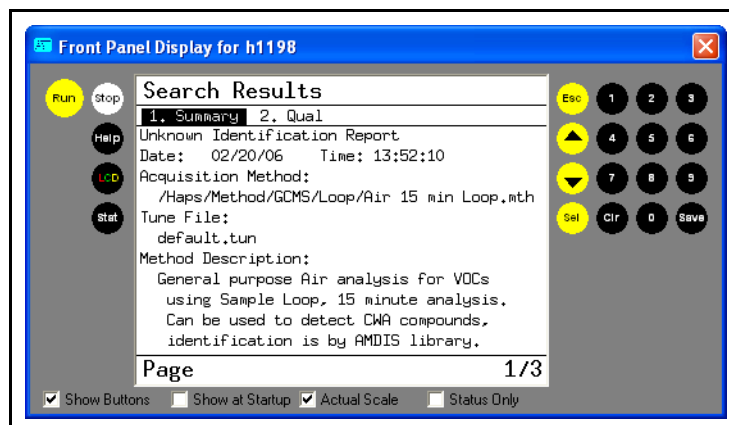 Front Panel Display for h1198
Run Stop
Help
LCD
Stat
Search Results
1. Summary 2. Qual
Unknown Identification Report
Date: 02/20/06 Time: 13:52:10
Acquisition Method:
/Haps/Method/GCMS/Loop/Air 15 min Loop.mth
Tune File:
default.tun
Method Description:
General purpose Air analysis for VOCs
using Sample Loop, 15 minute analysis.
Can be used to detect CWA compounds,
identification is by AMDIS library.
Page 1/3
Esc 1 2 3
4 5 6
7 8 9
Sel Clr 0 Save
Show Buttons Show at Startup Actual Scale Status Only